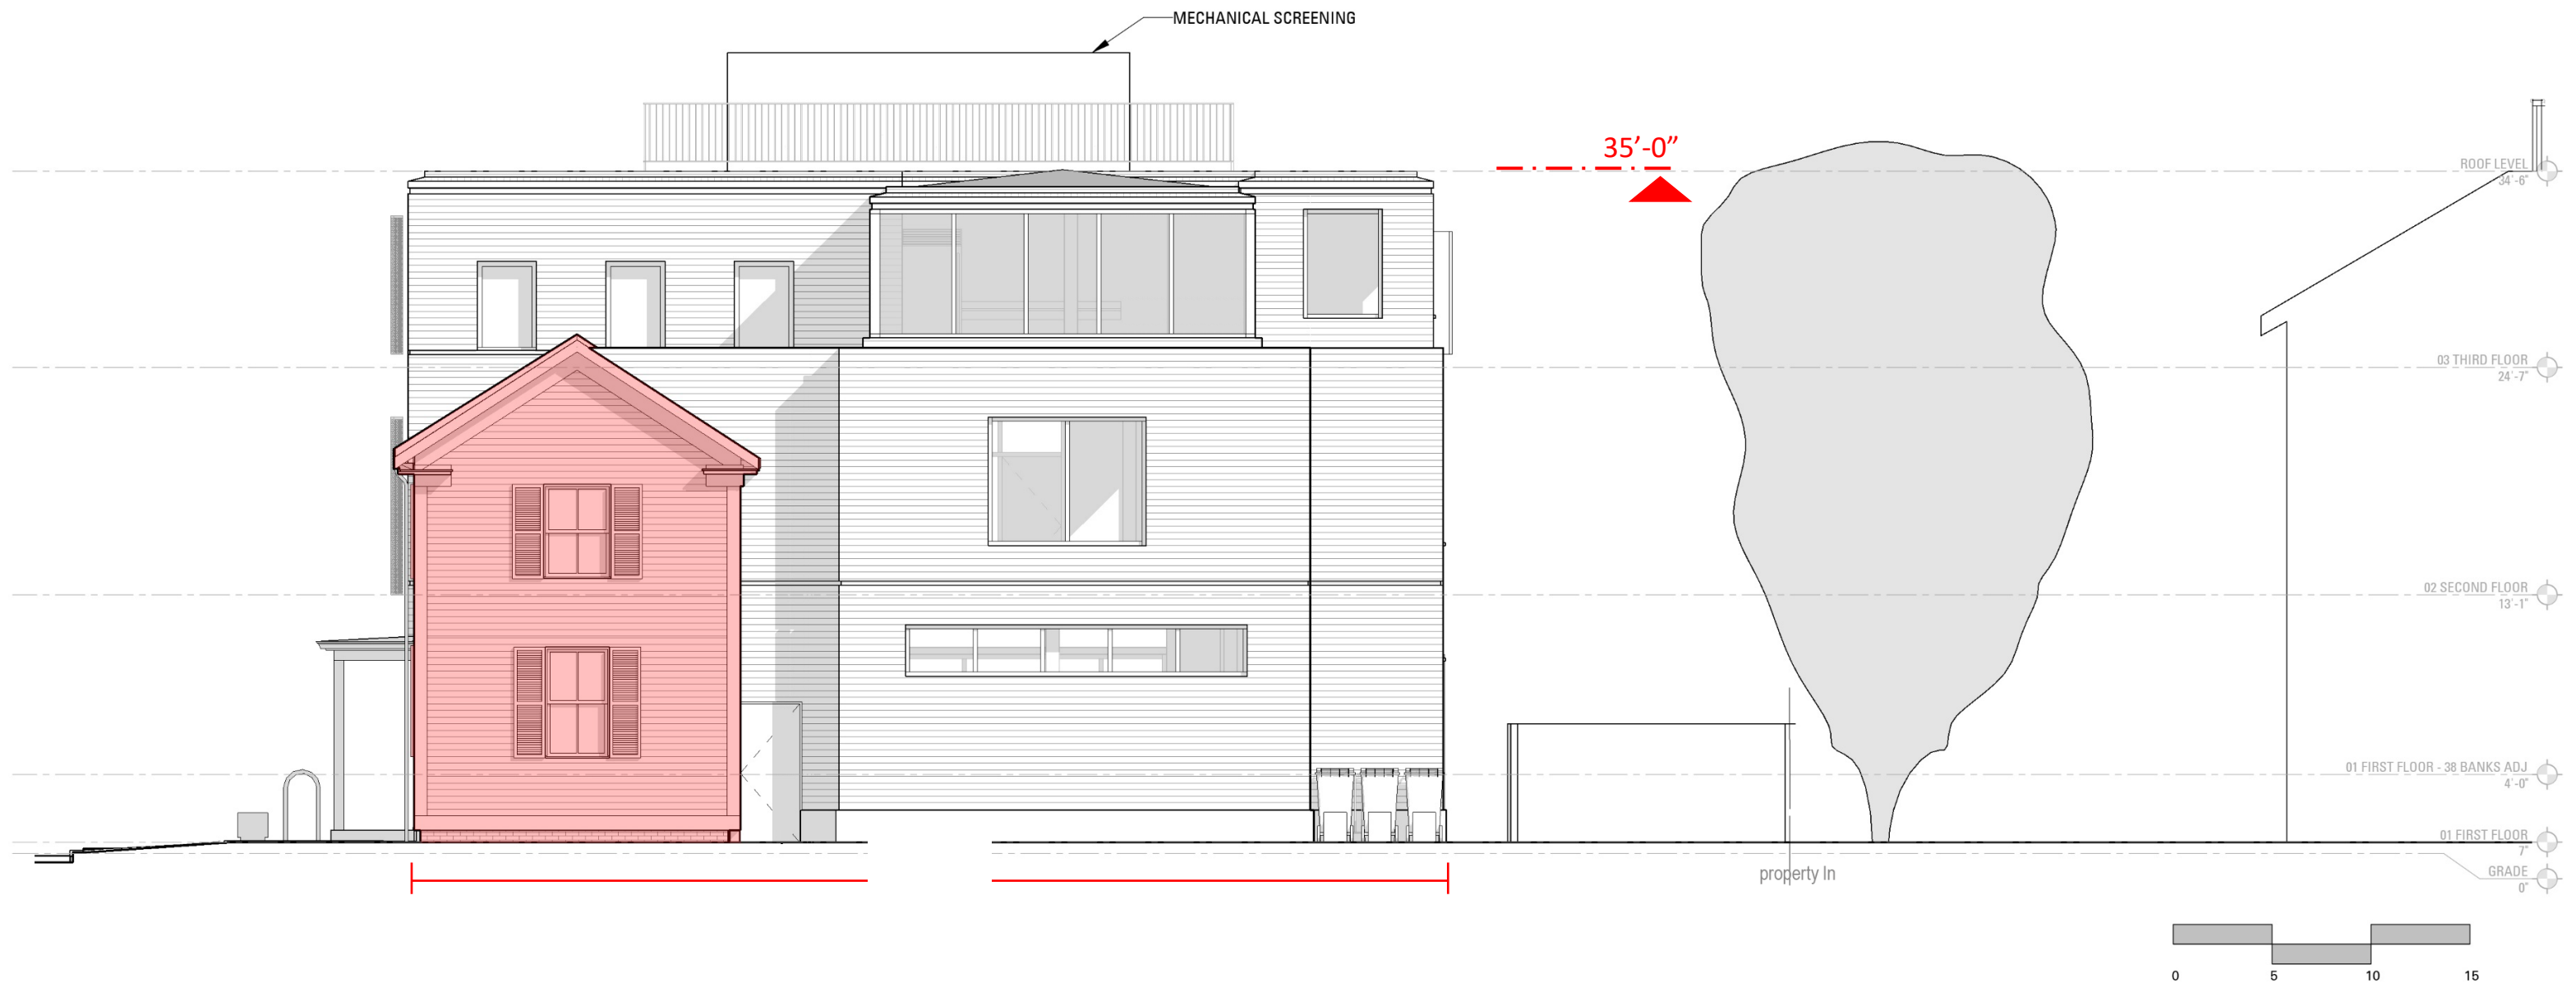 MECHANICAL SCREENING
35’-0”
ROOF LEVEL
34'-6"
03 THIRD FLOOR
24'-7"
02 SECOND FLOOR
13'-1"
01 FIRST FLOOR - 38 BANKS ADJ
4'-0"
01 FIRST FLOOR
7"
GRADE
0"
property ln
0 5 10 15